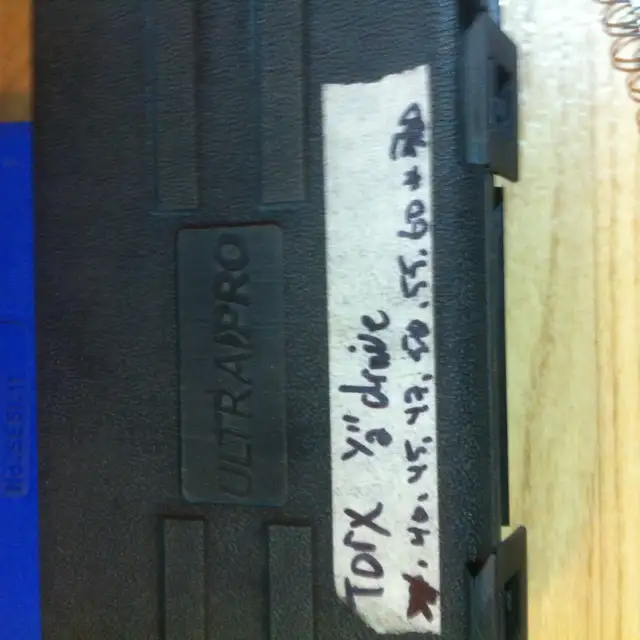 ULTRAPRO
TORX ½" drive
40. 45. 47. 50. 55. 60 +